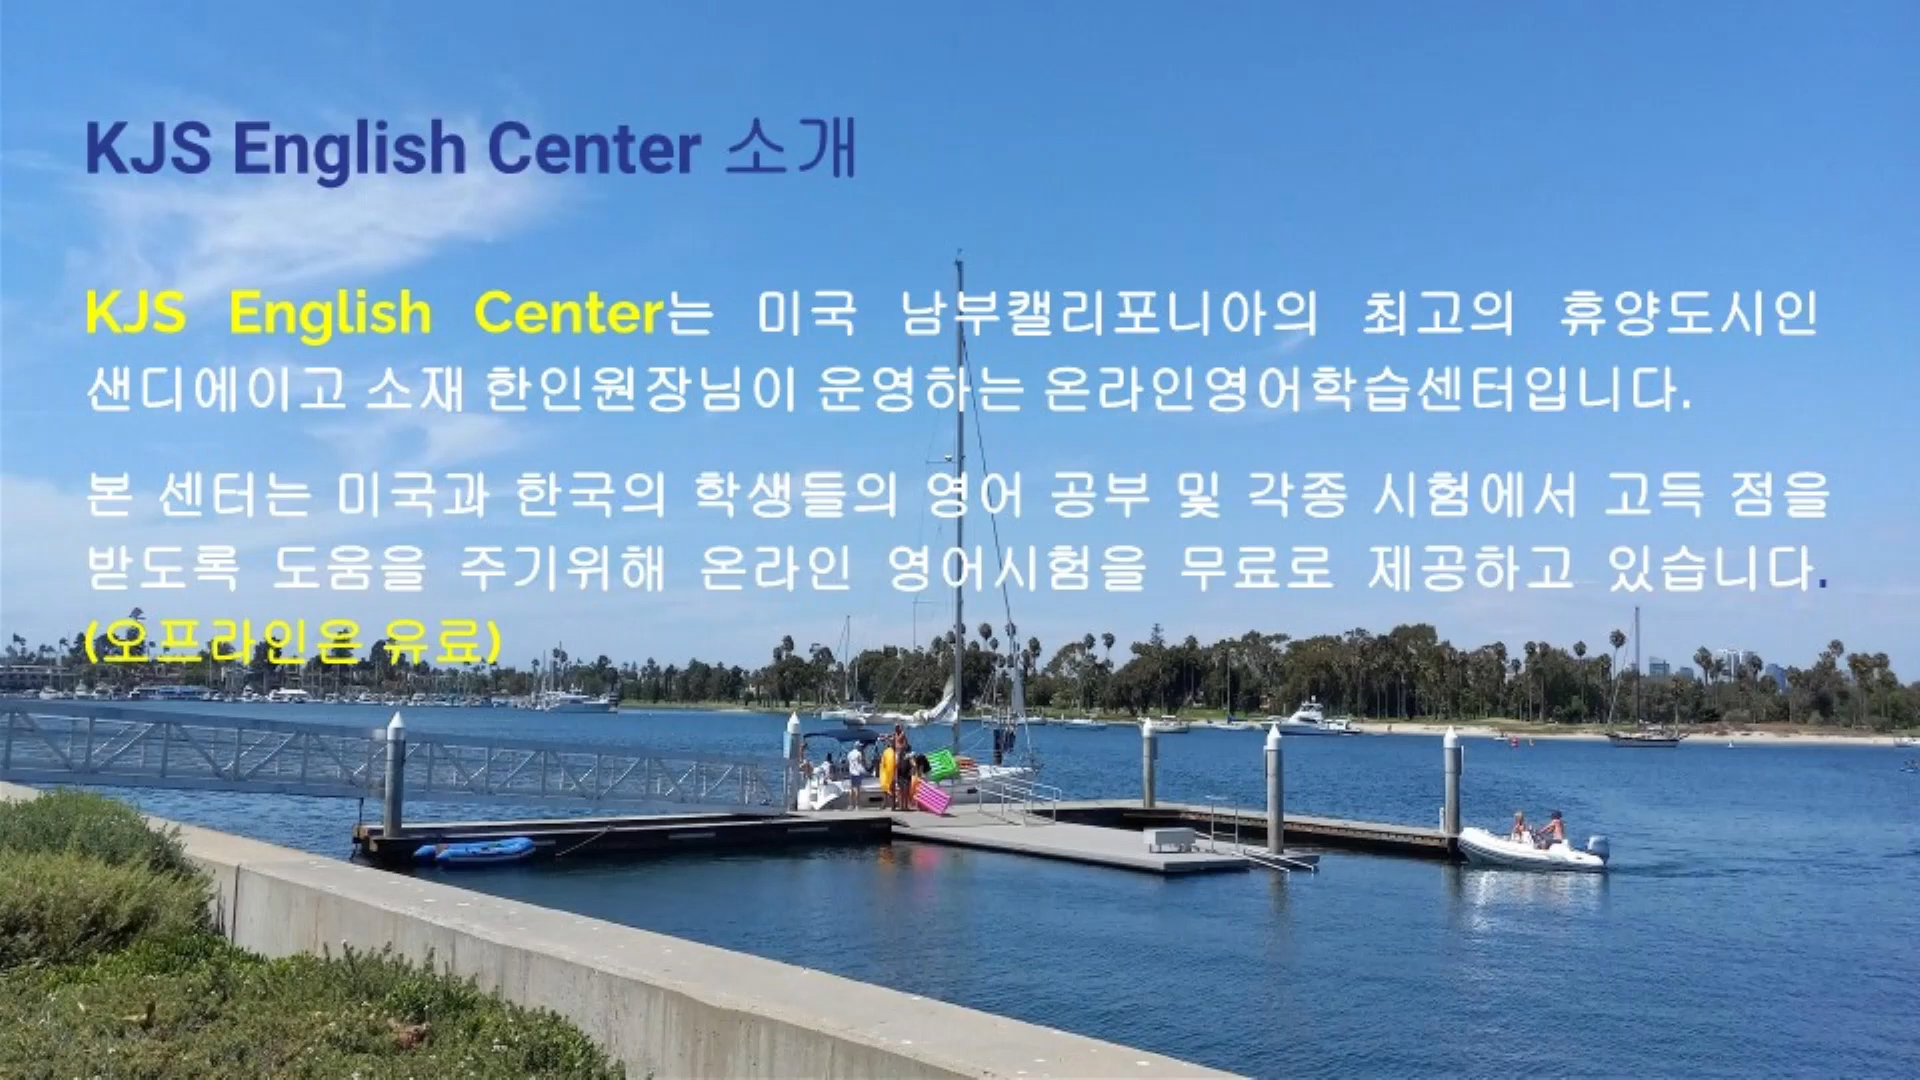 KJS English Center 소개
KJS English Center는 미국 남부캘리포니아의 최고의 휴양도시인
샌디에이고 소재 한인원장님이 운영하는 온라인영어학습센터입니다.
본 센터는 미국과 한국의 학생들의 영어 공부 및 각종 시험에서 고득 점을
받도록 도움을 주기위해 온라인 영어시험을 무료로 제공하고 있습니다.
(오프라인은 유료)